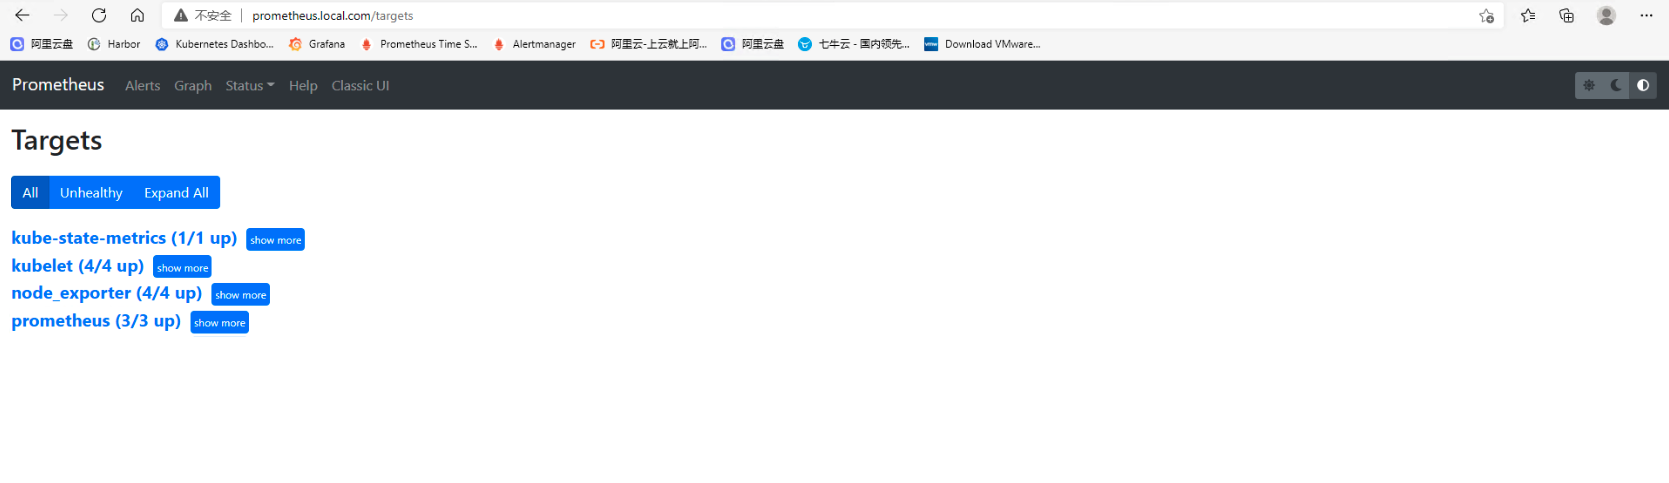 不安全 prometheus.local.com/targets
阿里云盘 Harbor Kubernetes Dashbo... Grafana Prometheus Time S... Alertmanager 阿里云-上云就上阿... 阿里云盘 七牛云 - 国内领先... Download VMware...
Prometheus Alerts Graph Status Help Classic UI
Targets
All Unhealthy Expand All
kube-state-metrics (1/1 up) show more
kubelet (4/4 up) show more
node_exporter (4/4 up) show more
prometheus (3/3 up) show more